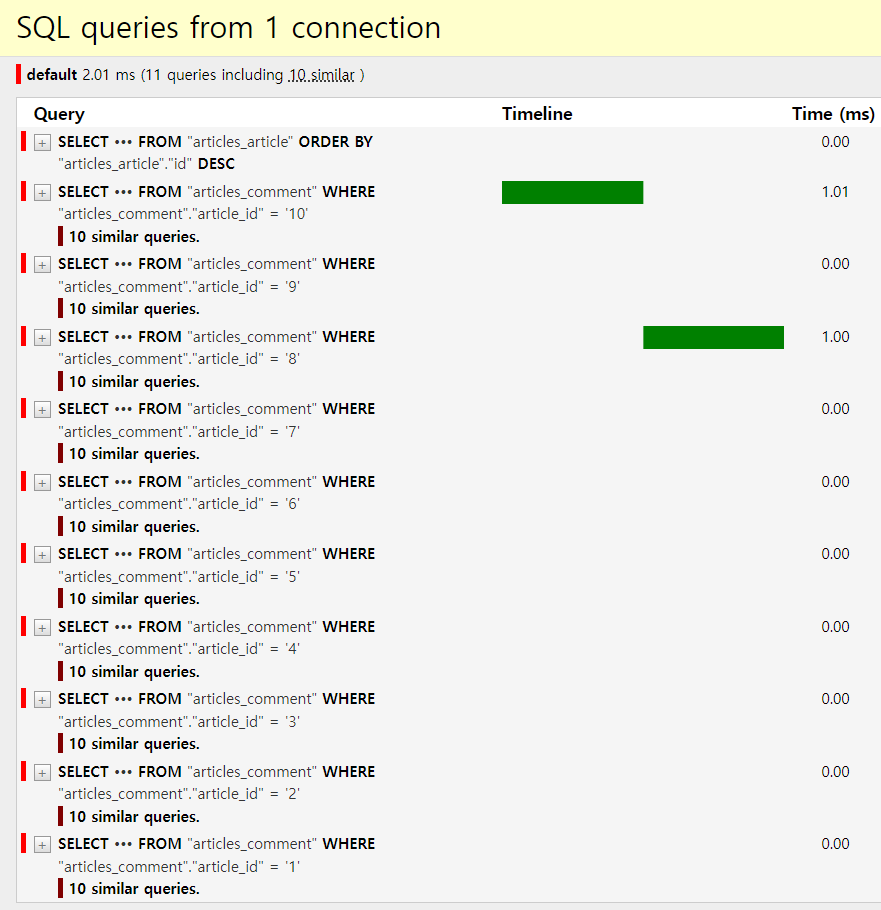 SQL queries from 1 connection
default 2.01 ms (11 queries including 10 similar )
Query Timeline Time (ms)
+ SELECT ••• FROM "articles_article" ORDER BY 0.00
"articles_article"."id" DESC
+ SELECT ••• FROM "articles_comment" WHERE 1.01
"articles_comment"."article_id" = '10'
10 similar queries.
+ SELECT ••• FROM "articles_comment" WHERE 0.00
"articles_comment"."article_id" = '9'
10 similar queries.
+ SELECT ••• FROM "articles_comment" WHERE 1.00
"articles_comment"."article_id" = '8'
10 similar queries.
+ SELECT ••• FROM "articles_comment" WHERE 0.00
"articles_comment"."article_id" = '7'
10 similar queries.
+ SELECT ••• FROM "articles_comment" WHERE 0.00
"articles_comment"."article_id" = '6'
10 similar queries.
+ SELECT ••• FROM "articles_comment" WHERE 0.00
"articles_comment"."article_id" = '5'
10 similar queries.
+ SELECT ••• FROM "articles_comment" WHERE 0.00
"articles_comment"."article_id" = '4'
10 similar queries.
+ SELECT ••• FROM "articles_comment" WHERE 0.00
"articles_comment"."article_id" = '3'
10 similar queries.
+ SELECT ••• FROM "articles_comment" WHERE 0.00
"articles_comment"."article_id" = '2'
10 similar queries.
+ SELECT ••• FROM "articles_comment" WHERE 0.00
"articles_comment"."article_id" = '1'
10 similar queries.